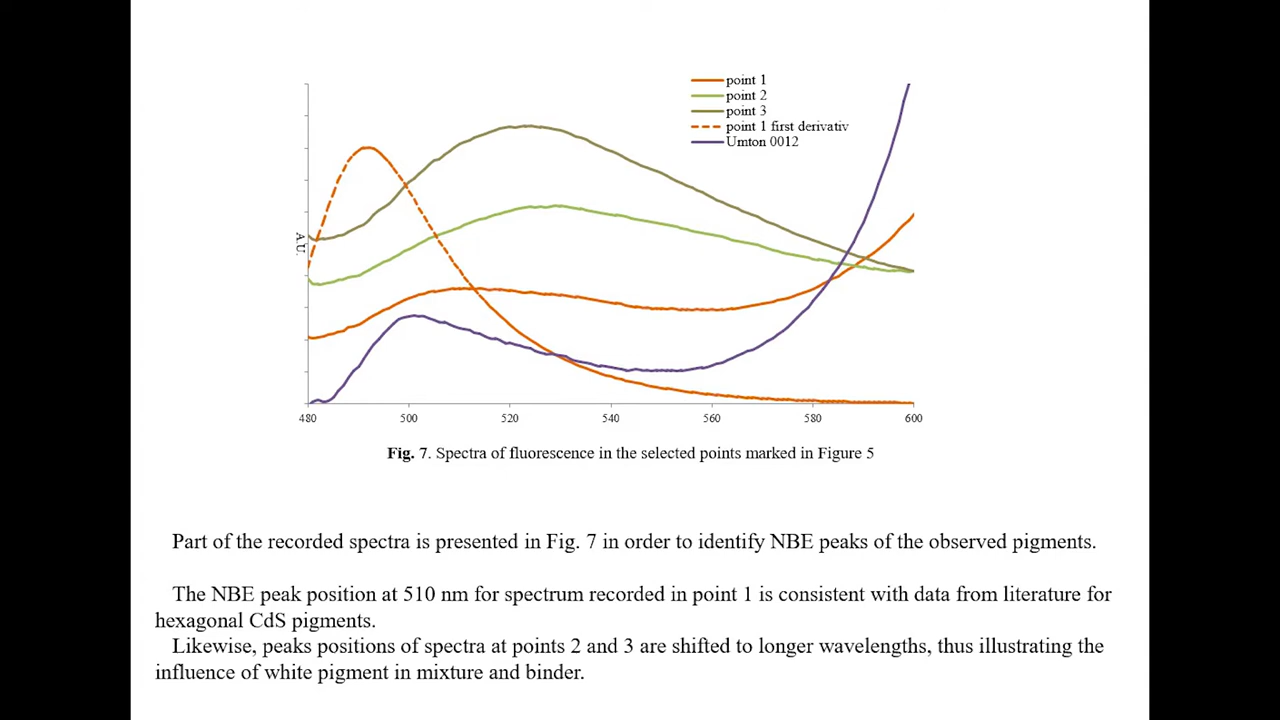 point 1
point 2
point 3
point 1 first derivativ
Umton 0012
A.U.
480 500 520 540 560 580 600
Fig. 7. Spectra of fluorescence in the selected points marked in Figure 5
Part of the recorded spectra is presented in Fig. 7 in order to identify NBE peaks of the observed pigments.
The NBE peak position at 510 nm for spectrum recorded in point 1 is consistent with data from literature for
hexagonal CdS pigments.
Likewise, peaks positions of spectra at points 2 and 3 are shifted to longer wavelengths, thus illustrating the
influence of white pigment in mixture and binder.